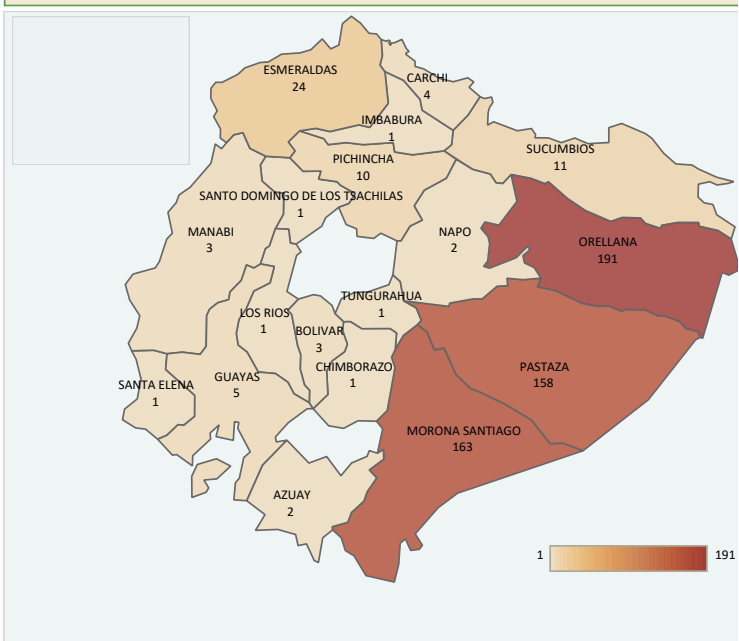 ESMERALDAS
24
CARCHI
4
IMBABURA
1
PICHINCHA
10
SUCUMBIOS
11
SANTO DOMINGO DE LOS TSACHILAS
1
MANABI
3
NAPO
2
ORELLANA
191
TUNGURAHUA
1
LOS RIOS
1
BOLIVAR
3
CHIMBORAZO
1
PASTAZA
158
SANTA ELENA
1
GUAYAS
5
MORONA SANTIAGO
163
AZUAY
2
1 191